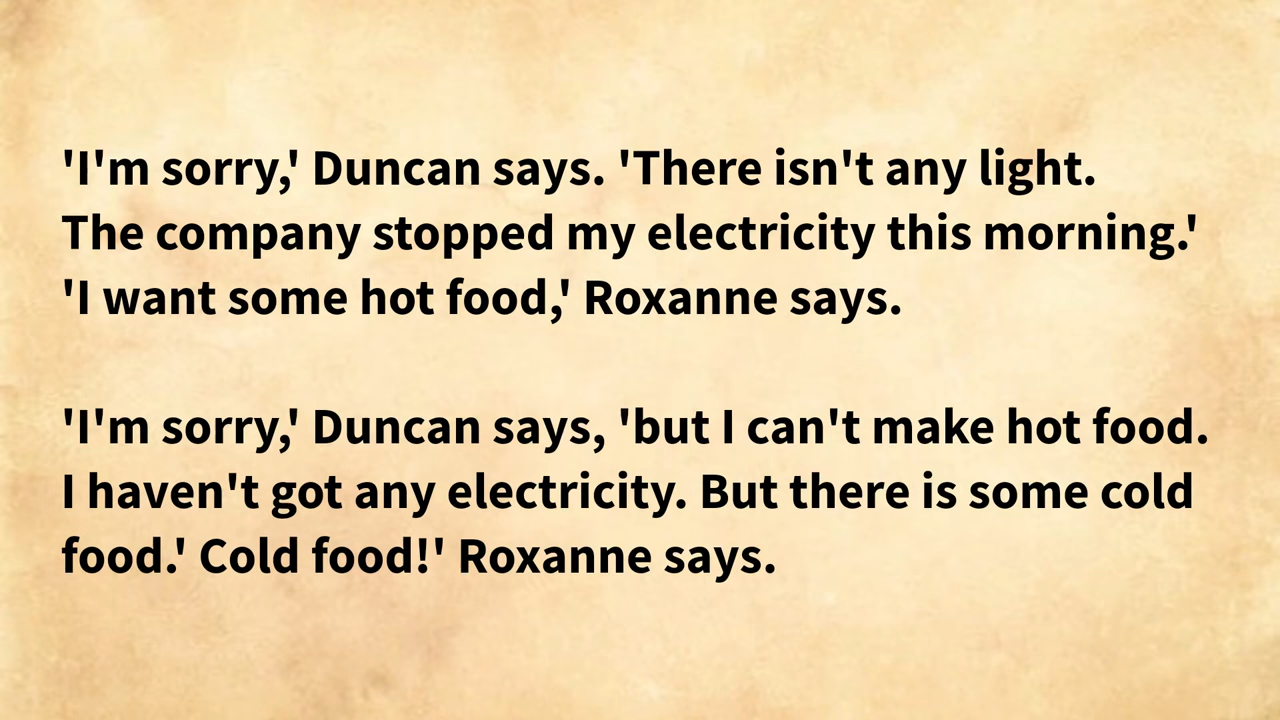 'I'm sorry,' Duncan says. 'There isn't any light.
The company stopped my electricity this morning.'
'I want some hot food,' Roxanne says.
'I'm sorry,' Duncan says, 'but I can't make hot food.
I haven't got any electricity. But there is some cold
food.' Cold food!' Roxanne says.